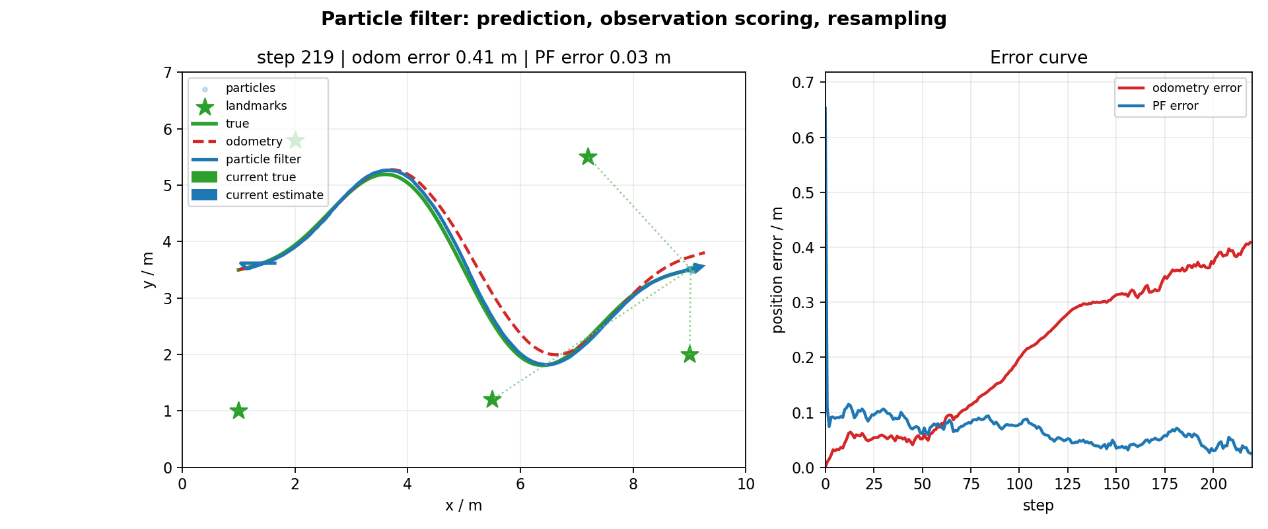 Particle filter: prediction, observation scoring, resampling
step 219 | odom error 0.41 m | PF error 0.03 m
7
6
5
4
3
2
1
0
y / m
particles
landmarks
true
odometry
particle filter
current true
current estimate
0
2
4
6
8
10
x / m
Error curve
0.7
0.6
0.5
0.4
0.3
0.2
0.1
0.0
position error / m
odometry error
PF error
0
25
50
75
100
125
150
175
200
step